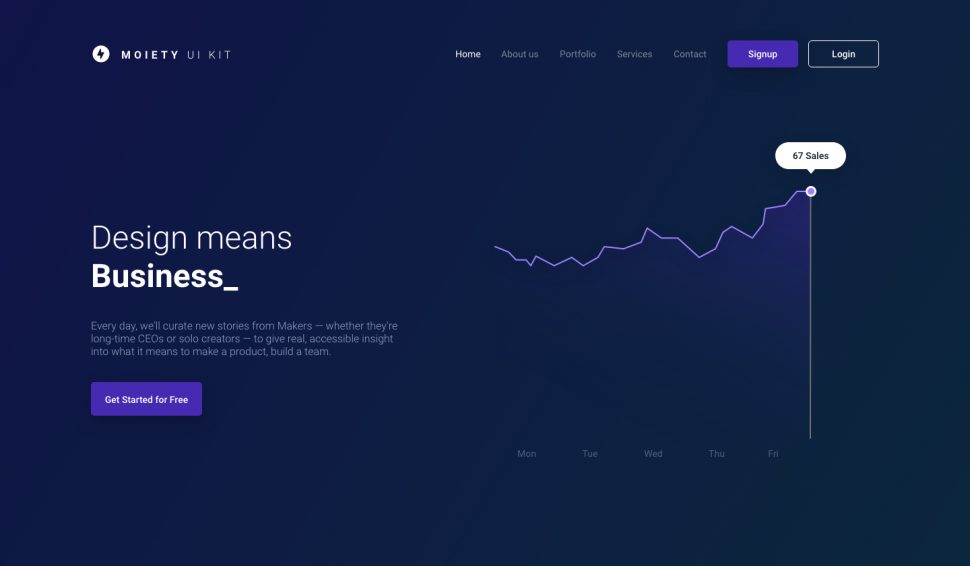 MOIETY UI KIT
Home About us Portfolio Services Contact Signup Login
67 Sales
Design means
Business_
Every day, we'll curate new stories from Makers — whether they're
long-time CEOs or solo creators — to give real, accessible insight
into what it means to make a product, build a team.
Get Started for Free
Mon Tue Wed Thu Fri